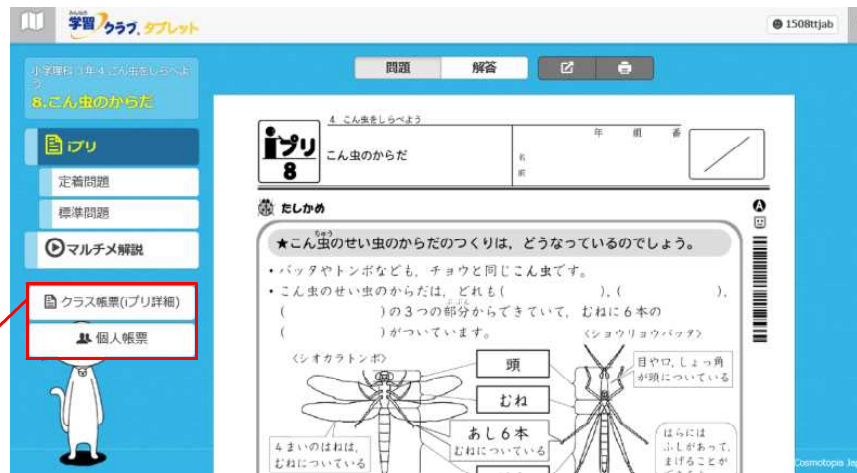 みんなの
学習クラブ タブレット
1508ttjab
小学理科 3年 4.こん虫をしらべよ
う
8.こん虫のからだ
iプリ
定着問題
標準問題
マルチメ解説
クラス帳票(iプリ詳細)
個人帳票
問題 解答
4 こん虫をしらべよう
iプリ
8
こん虫のからだ
年 組 番
名
前
たしかめ
A
★こん虫のせい虫のからだのつくりは，どうなっているのでしょう。
ちゅう
・バッタやトンボなども，チョウと同じこん虫です。
・こん虫のせい虫のからだは，どれも( ),( ),
( )の3つの部分からできていて，むねに6本の
ぶぶん
( )がついています。
〈シオカラトンボ〉
〈ショウリョウバッタ〉
頭
むね
あし6本
むねについている
4まいのはねは，
むねについている
目や口，しょっ角
が頭についている
はらには
ふしがあって，
まげることが
Cosmotopia